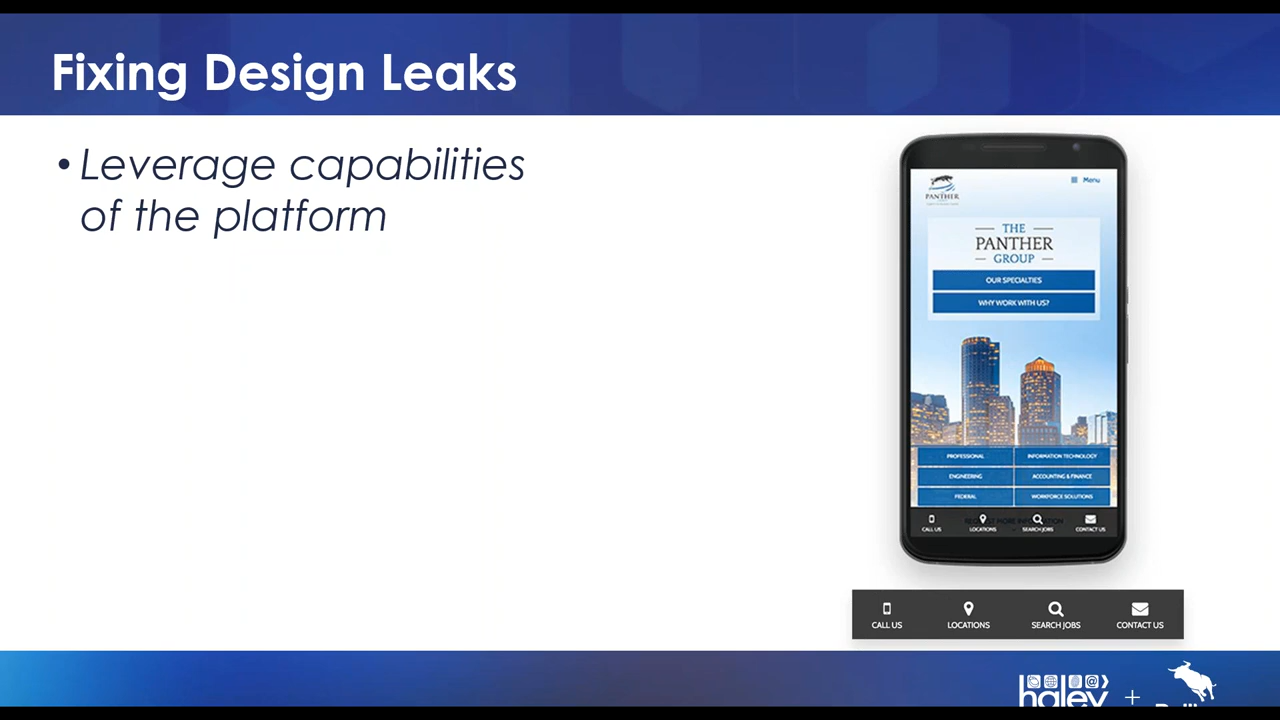 Fixing Design Leaks
• Leverage capabilities
of the platform
Menu
PANTHER
THE
PANTHER
GROUP
OUR SPECIALTIES
WHY WORK WITH US?
PROFESSIONAL
INFORMATION TECHNOLOGY
ENGINEERING
ACCOUNTING & FINANCE
FEDERAL
WORKFORCE SOLUTIONS
CALL US
LOCATIONS
SEARCH JOBS
CONTACT US
CALL US
LOCATIONS
SEARCH JOBS
CONTACT US
haley
+